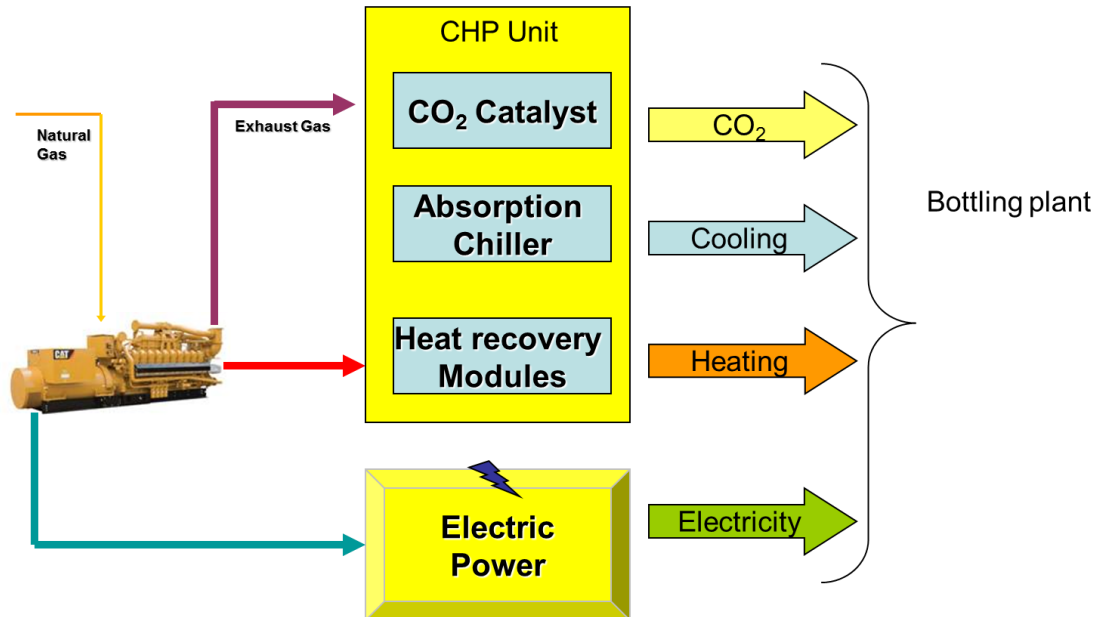 CHP Unit
CO₂ Catalyst
CO₂
Natural
Gas
Exhaust Gas
Absorption
Chiller
Cooling
Bottling plant
CAT
Heat recovery
Modules
Heating
Electric
Power
Electricity